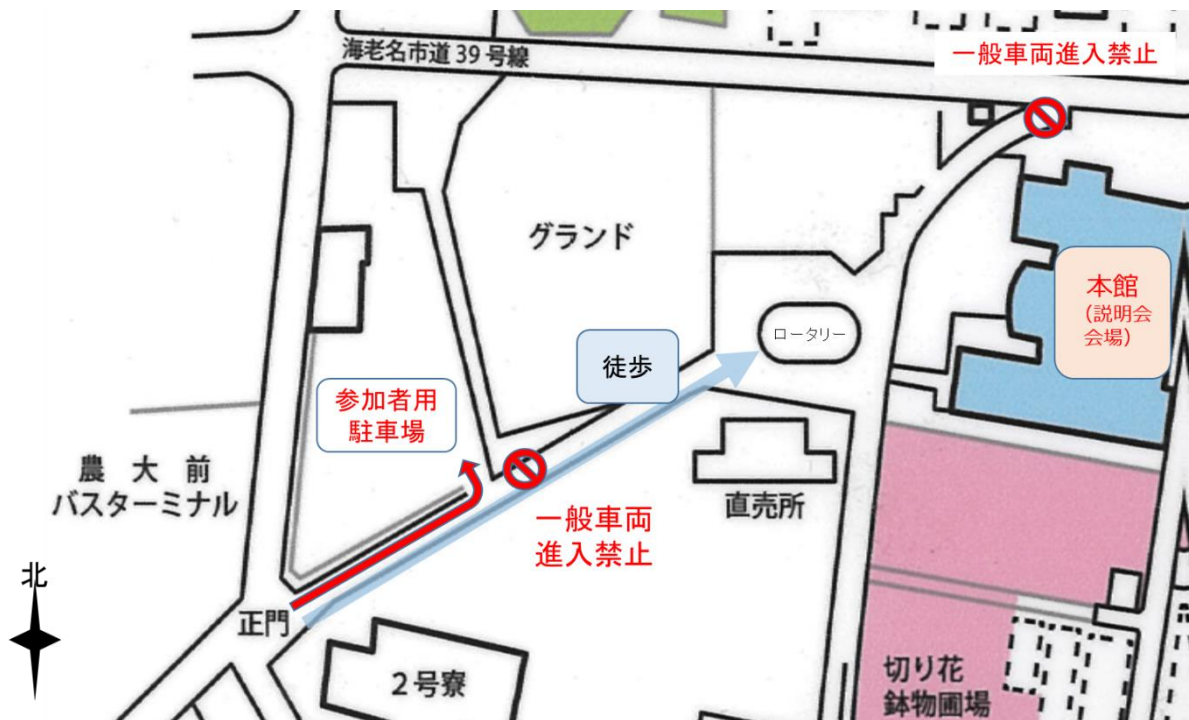 海老名市道39号線
一般車両進入禁止
グランド
本館
（説明会
会場）
ロータリー
徒歩
参加者用
駐車場
農大前
バスターミナル
直売所
一般車両
進入禁止
北
正門
2号寮
切り花
鉢物圃場